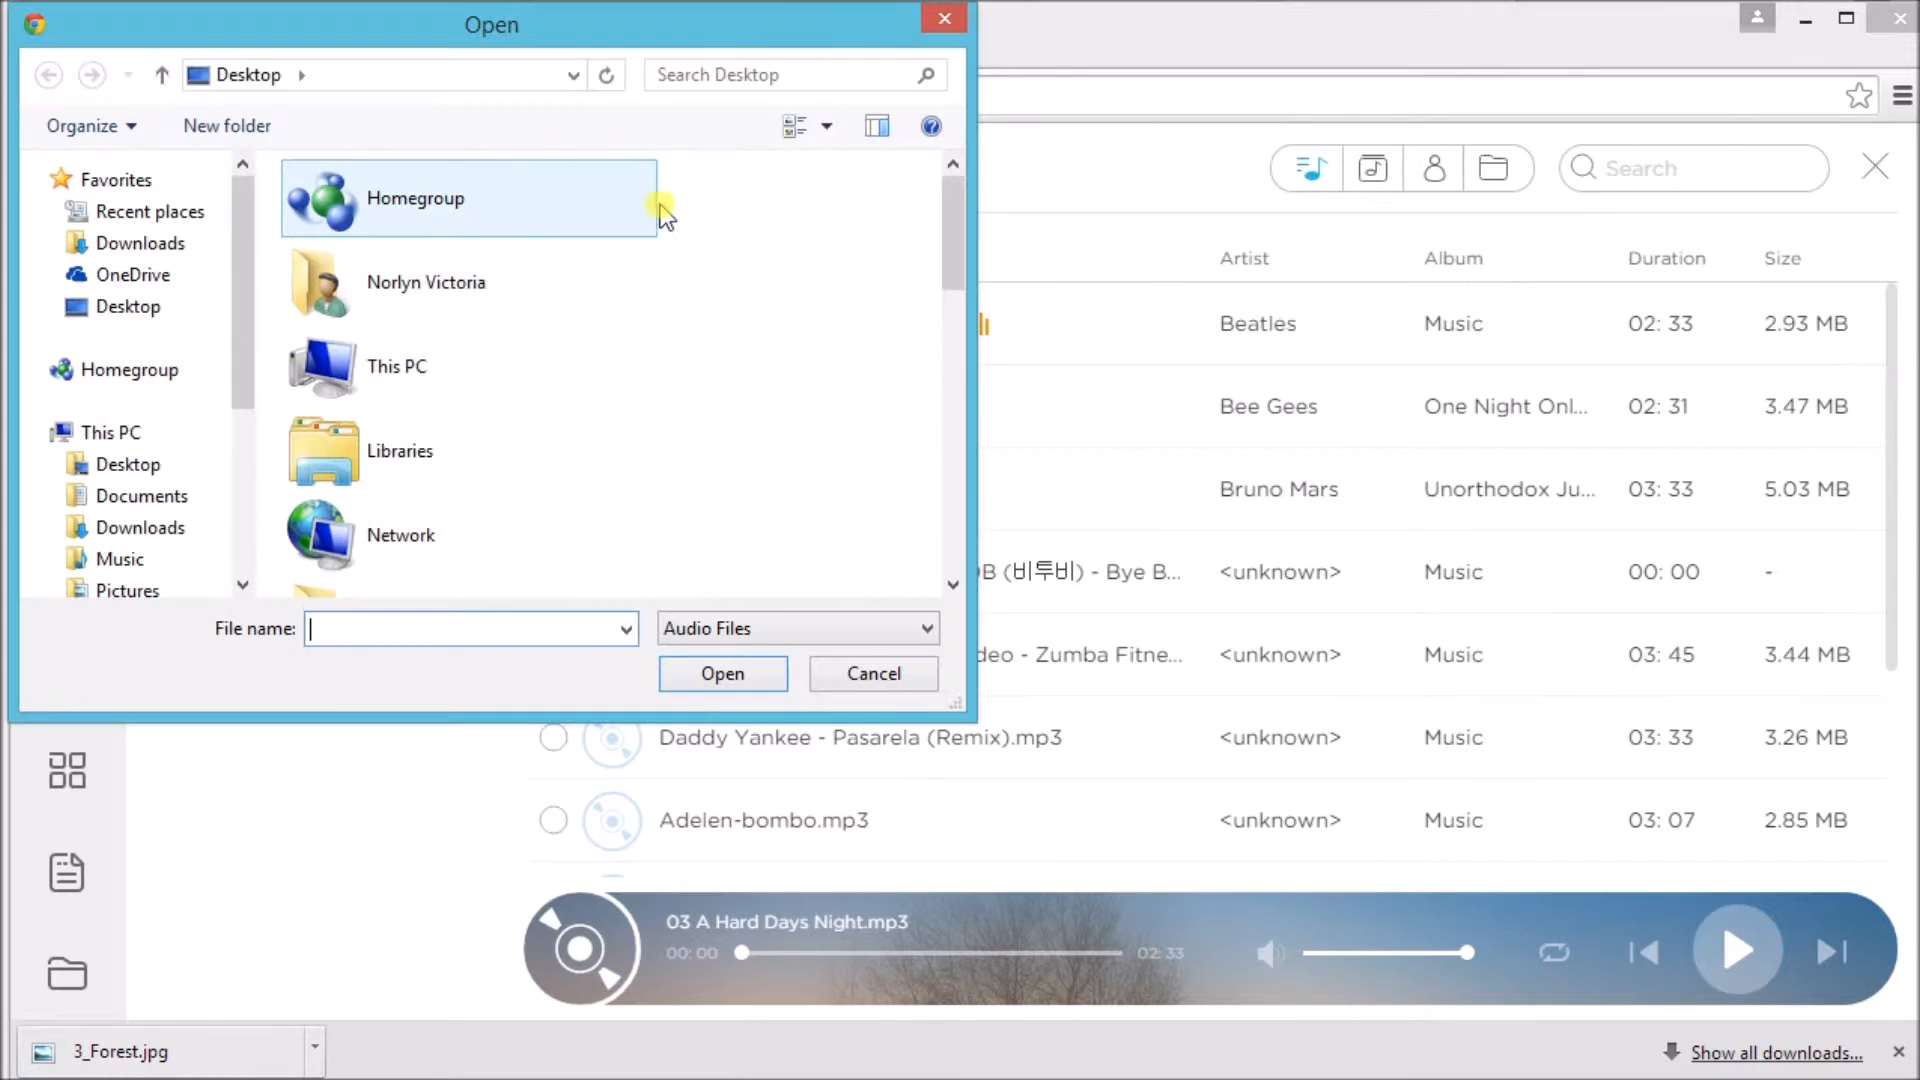 Open
Desktop
Search Desktop
Organize
New folder
Favorites
Recent places
Downloads
OneDrive
Desktop
Homegroup
This PC
Desktop
Documents
Downloads
Music
Pictures
Homegroup
Norlyn Victoria
This PC
Libraries
Network
File name:
Audio Files
Open
Cancel
Search
Artist Album Duration Size
Beatles Music 02: 33 2.93 MB
Bee Gees One Night Onl... 02: 31 3.47 MB
Bruno Mars Unorthodox Ju... 03: 33 5.03 MB
B (비투비) - Bye B... <unknown> Music 00: 00 -
deo - Zumba Fitne... <unknown> Music 03: 45 3.44 MB
Daddy Yankee - Pasarela (Remix).mp3 <unknown> Music 03: 33 3.26 MB
Adelen-bombo.mp3 <unknown> Music 03: 07 2.85 MB
03 A Hard Days Night.mp3
00: 00 02: 33
3_Forest.jpg
Show all downloads...